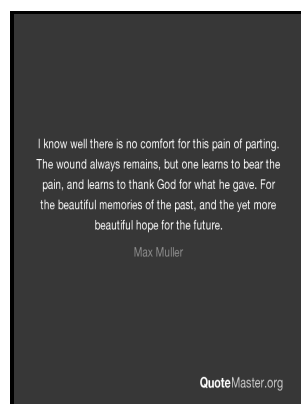 I know well there is no comfort for this pain of parting.
The wound always remains, but one learns to bear the
pain, and learns to thank God for what he gave. For
the beautiful memories of the past, and the yet more
beautiful hope for the future.
Max Muller
QuoteMaster.org